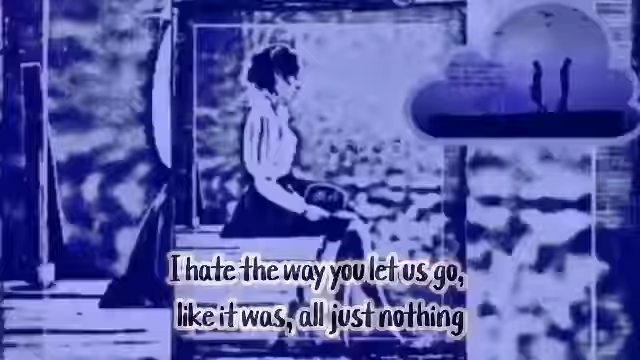 I hate the way you let us go,
like it was, all just nothing